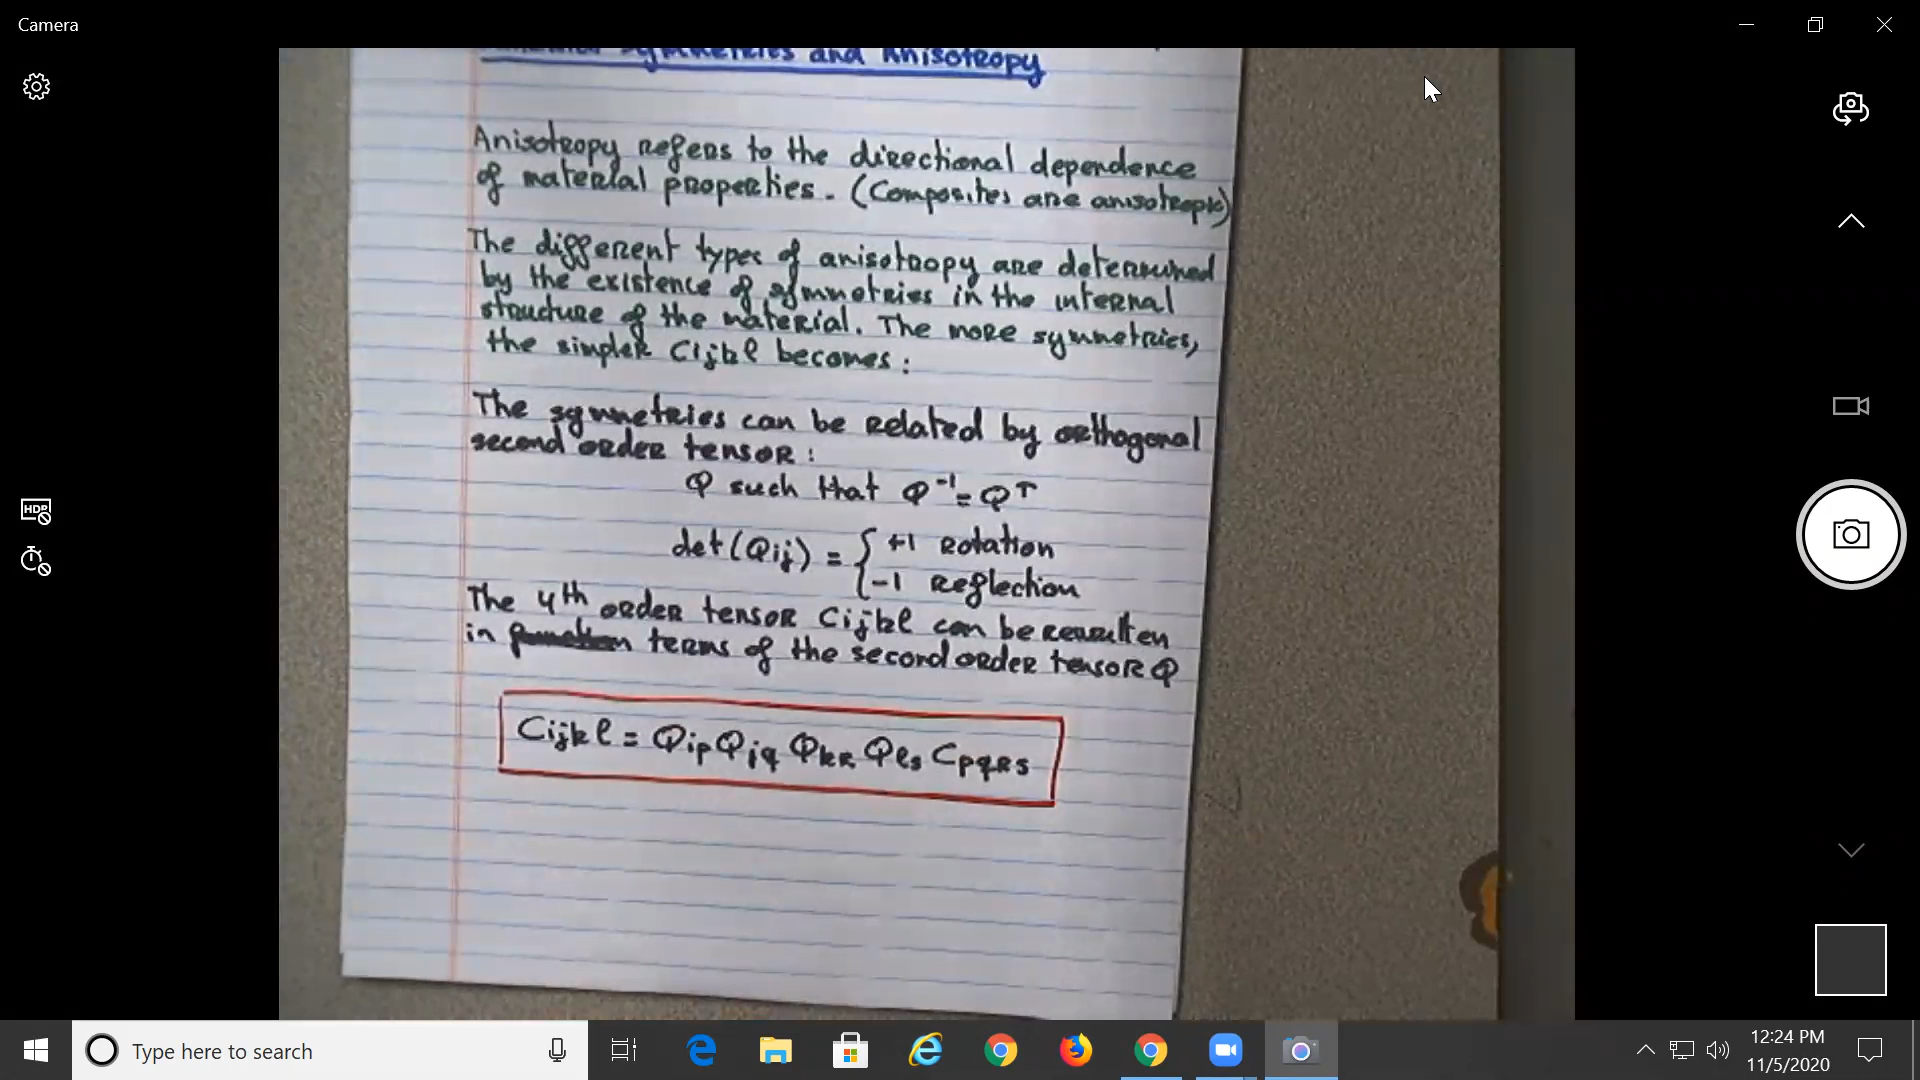 Camera
Symmetries and Anisotropy
Anisotropy refers to the directional dependence
of material properties. (Composites are anisotropic)
The different types of anisotropy are determined
by the existence of symmetries in the internal
structure of the material. The more symmetries,
the simpler Cijkl becomes:
The symmetries can be related by orthogonal
second order tensor:
Q such that Q⁻¹ = Qᵀ
det(Qij) = { +1 Rotation
-1 Reflection
The 4th order tensor Cijkl can be rewritten
in terms of the second order tensor Q
Cijkl = Qip Qjq Qkr Qls Cpqrs
HDR
Type here to search
12:24 PM
11/5/2020